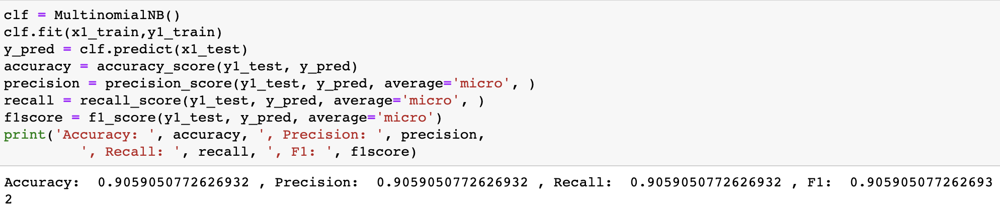 clf = MultinomialNB()
clf.fit(x1_train,y1_train)
y_pred = clf.predict(x1_test)
accuracy = accuracy_score(y1_test, y_pred)
precision = precision_score(y1_test, y_pred, average='micro', )
recall = recall_score(y1_test, y_pred, average='micro', )
f1score = f1_score(y1_test, y_pred, average='micro')
print('Accuracy: ', accuracy, ', Precision: ', precision,
         ', Recall: ', recall, ', F1: ', f1score)
Accuracy:  0.9059050772626932 , Precision:  0.9059050772626932 , Recall:  0.9059050772626932 , F1:  0.905905077262693
2